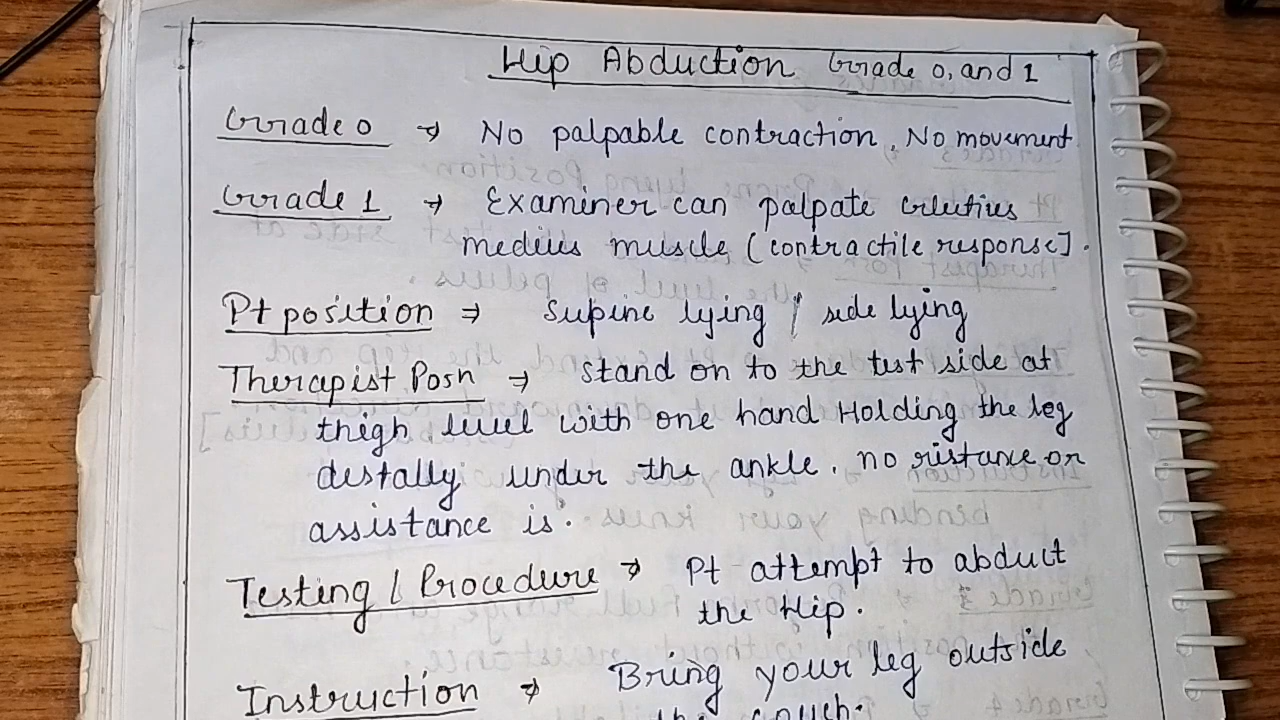 Hip Abduction Grade 0, and 1
Grade 0 → No palpable contraction, No movement
Grade 1 → Examiner can palpate Glutius
medius muscle (contractile response].
Pt position ⇒ Supine lying / side lying
Therapist Posn → Stand on to the test side at
thigh level with one hand Holding the leg
distally under the ankle. no ristance or
assistance is.
Testing / Procedure → Pt attempt to abduct
the Hip.
Instruction → Bring your leg outside
the couch.